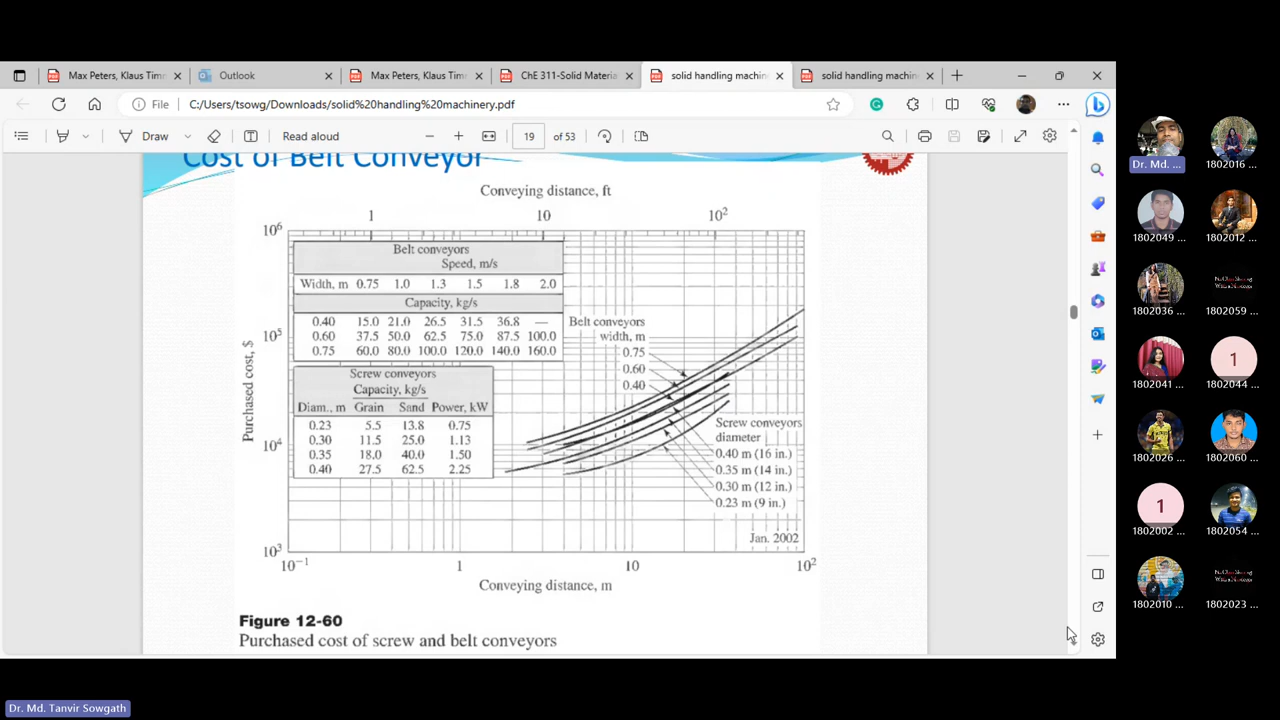 Max Peters, Klaus Tim
Outlook
Max Peters, Klaus Tim
ChE 311-Solid Materia
solid handling machin
solid handling machin
File
C:/Users/tsowg/Downloads/solid%20handling%20machinery.pdf
Draw
Read aloud
19
of 53
Cost of Belt Conveyor
Conveying distance, ft
1
10
10²
10⁶
10⁵
10⁴
10³
Purchased cost, $
Belt conveyors
Speed, m/s
Width, m 0.75 1.0 1.3 1.5 1.8 2.0
Capacity, kg/s
0.40 15.0 21.0 26.5 31.5 36.8 —
0.60 37.5 50.0 62.5 75.0 87.5 100.0
0.75 60.0 80.0 100.0 120.0 140.0 160.0
Screw conveyors
Capacity, kg/s
Diam., m Grain Sand Power, kW
0.23 5.5 13.8 0.75
0.30 11.5 25.0 1.13
0.35 18.0 40.0 1.50
0.40 27.5 62.5 2.25
Belt conveyors
width, m
0.75
0.60
0.40
Screw conveyors
diameter
0.40 m (16 in.)
0.35 m (14 in.)
0.30 m (12 in.)
0.23 m (9 in.)
Jan. 2002
10⁻¹
1
10
10²
Conveying distance, m
Figure 12-60
Purchased cost of screw and belt conveyors
Dr. Md. ...
1802016 ...
1802049 ...
1802012 ...
1802036 ...
1802059 ...
1802041 ...
1
1802044 ...
1802026 ...
1802060 ...
1
1802002 ...
1802054 ...
1802010 ...
1802023 ...
Dr. Md. Tanvir Sowgath